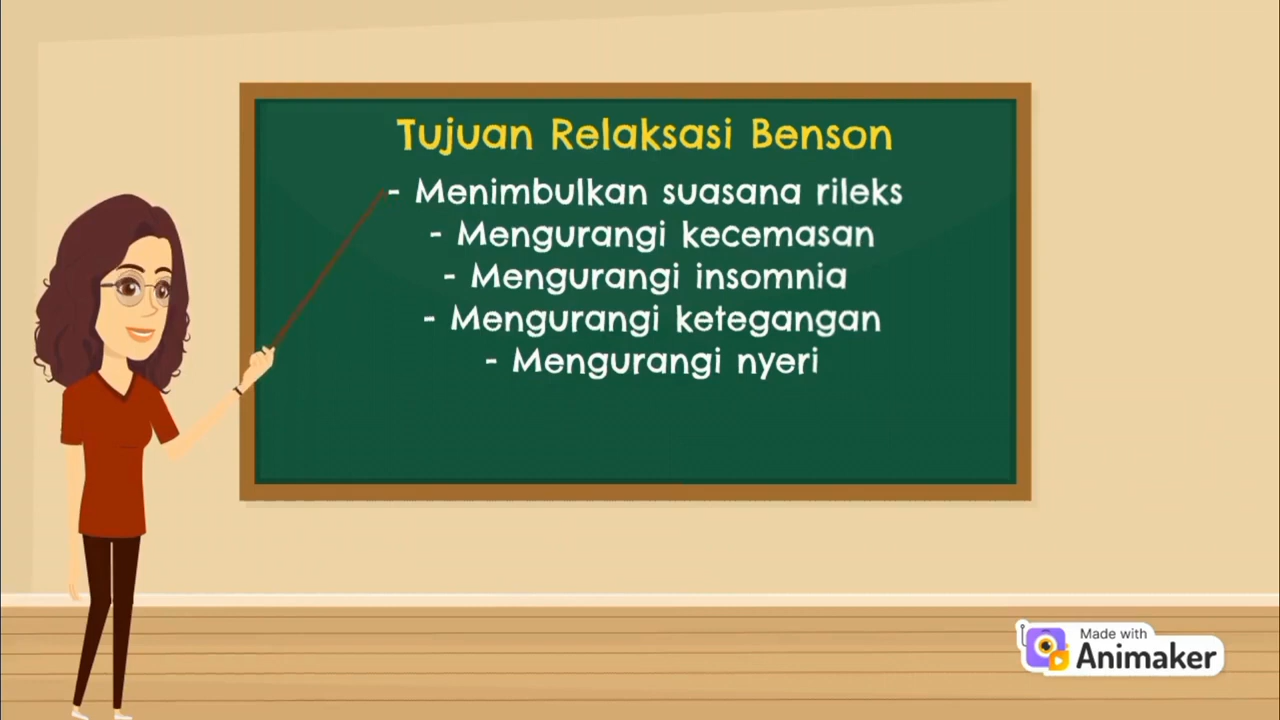 Tujuan Relaksasi Benson
- Menimbulkan suasana rileks
- Mengurangi kecemasan
- Mengurangi insomnia
- Mengurangi ketegangan
- Mengurangi nyeri
Made with
Animaker